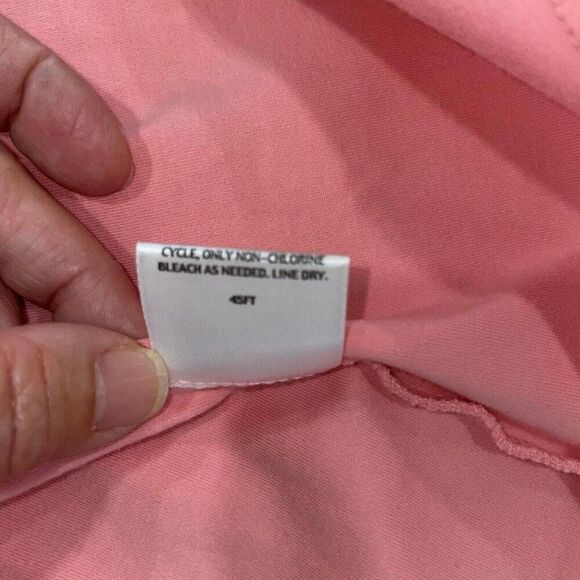 CYCLE, ONLY NON-CHLORINE
BLEACH AS NEEDED. LINE DRY.
45FT